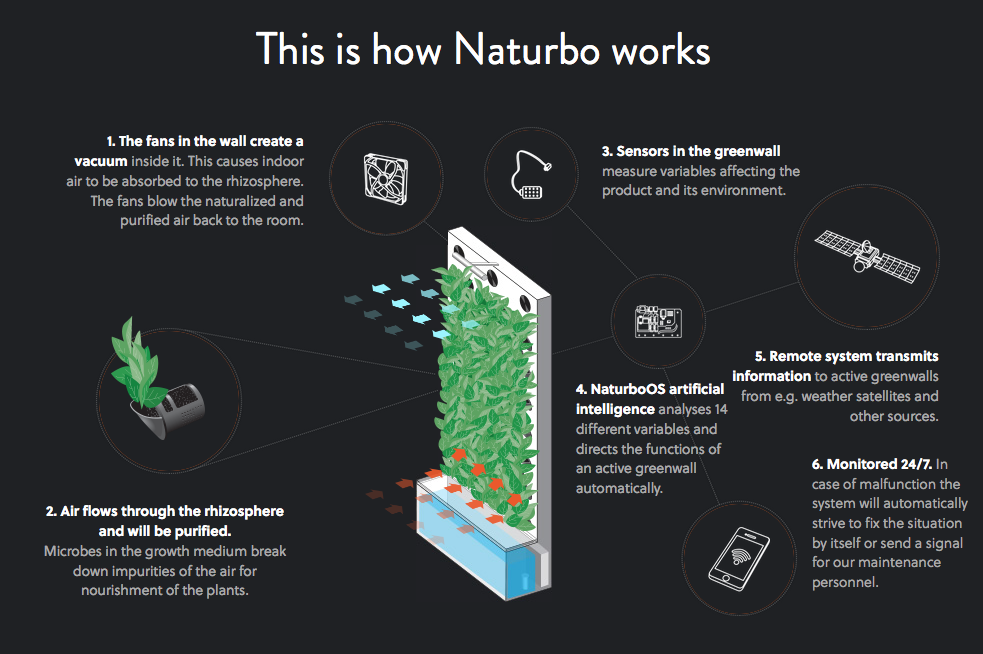 This is how Naturbo works
1. The fans in the wall create a
vacuum inside it. This causes indoor
air to be absorbed to the rhizosphere.
The fans blow the naturalized and
purified air back to the room.
2. Air flows through the rhizosphere
and will be purified.
Microbes in the growth medium break
down impurities of the air for
nourishment of the plants.
3. Sensors in the greenwall
measure variables affecting the
product and its environment.
4. NaturboOS artificial
intelligence analyses 14
different variables and
directs the functions of
an active greenwall
automatically.
5. Remote system transmits
information to active greenwalls
from e.g. weather satellites and
other sources.
6. Monitored 24/7. In
case of malfunction the
system will automatically
strive to fix the situation
by itself or send a signal
for our maintenance
personnel.